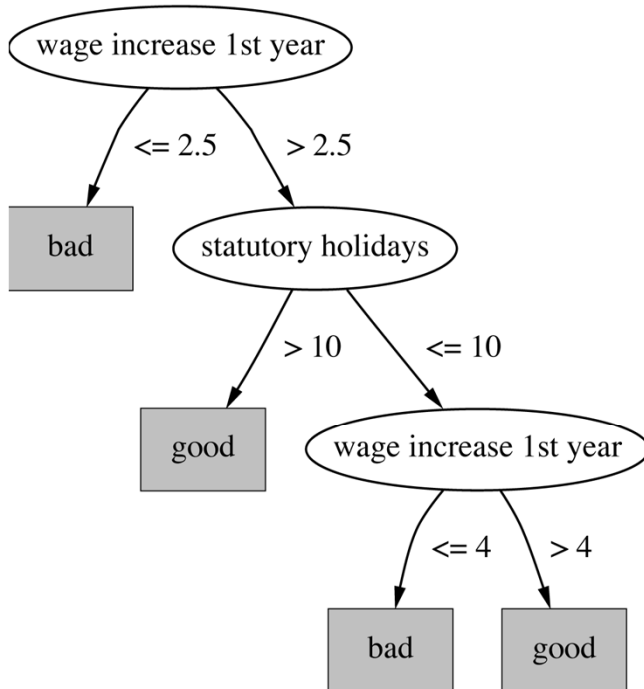 wage increase 1st year
<= 2.5
> 2.5
bad
statutory holidays
> 10
<= 10
good
wage increase 1st year
<= 4
> 4
bad
good